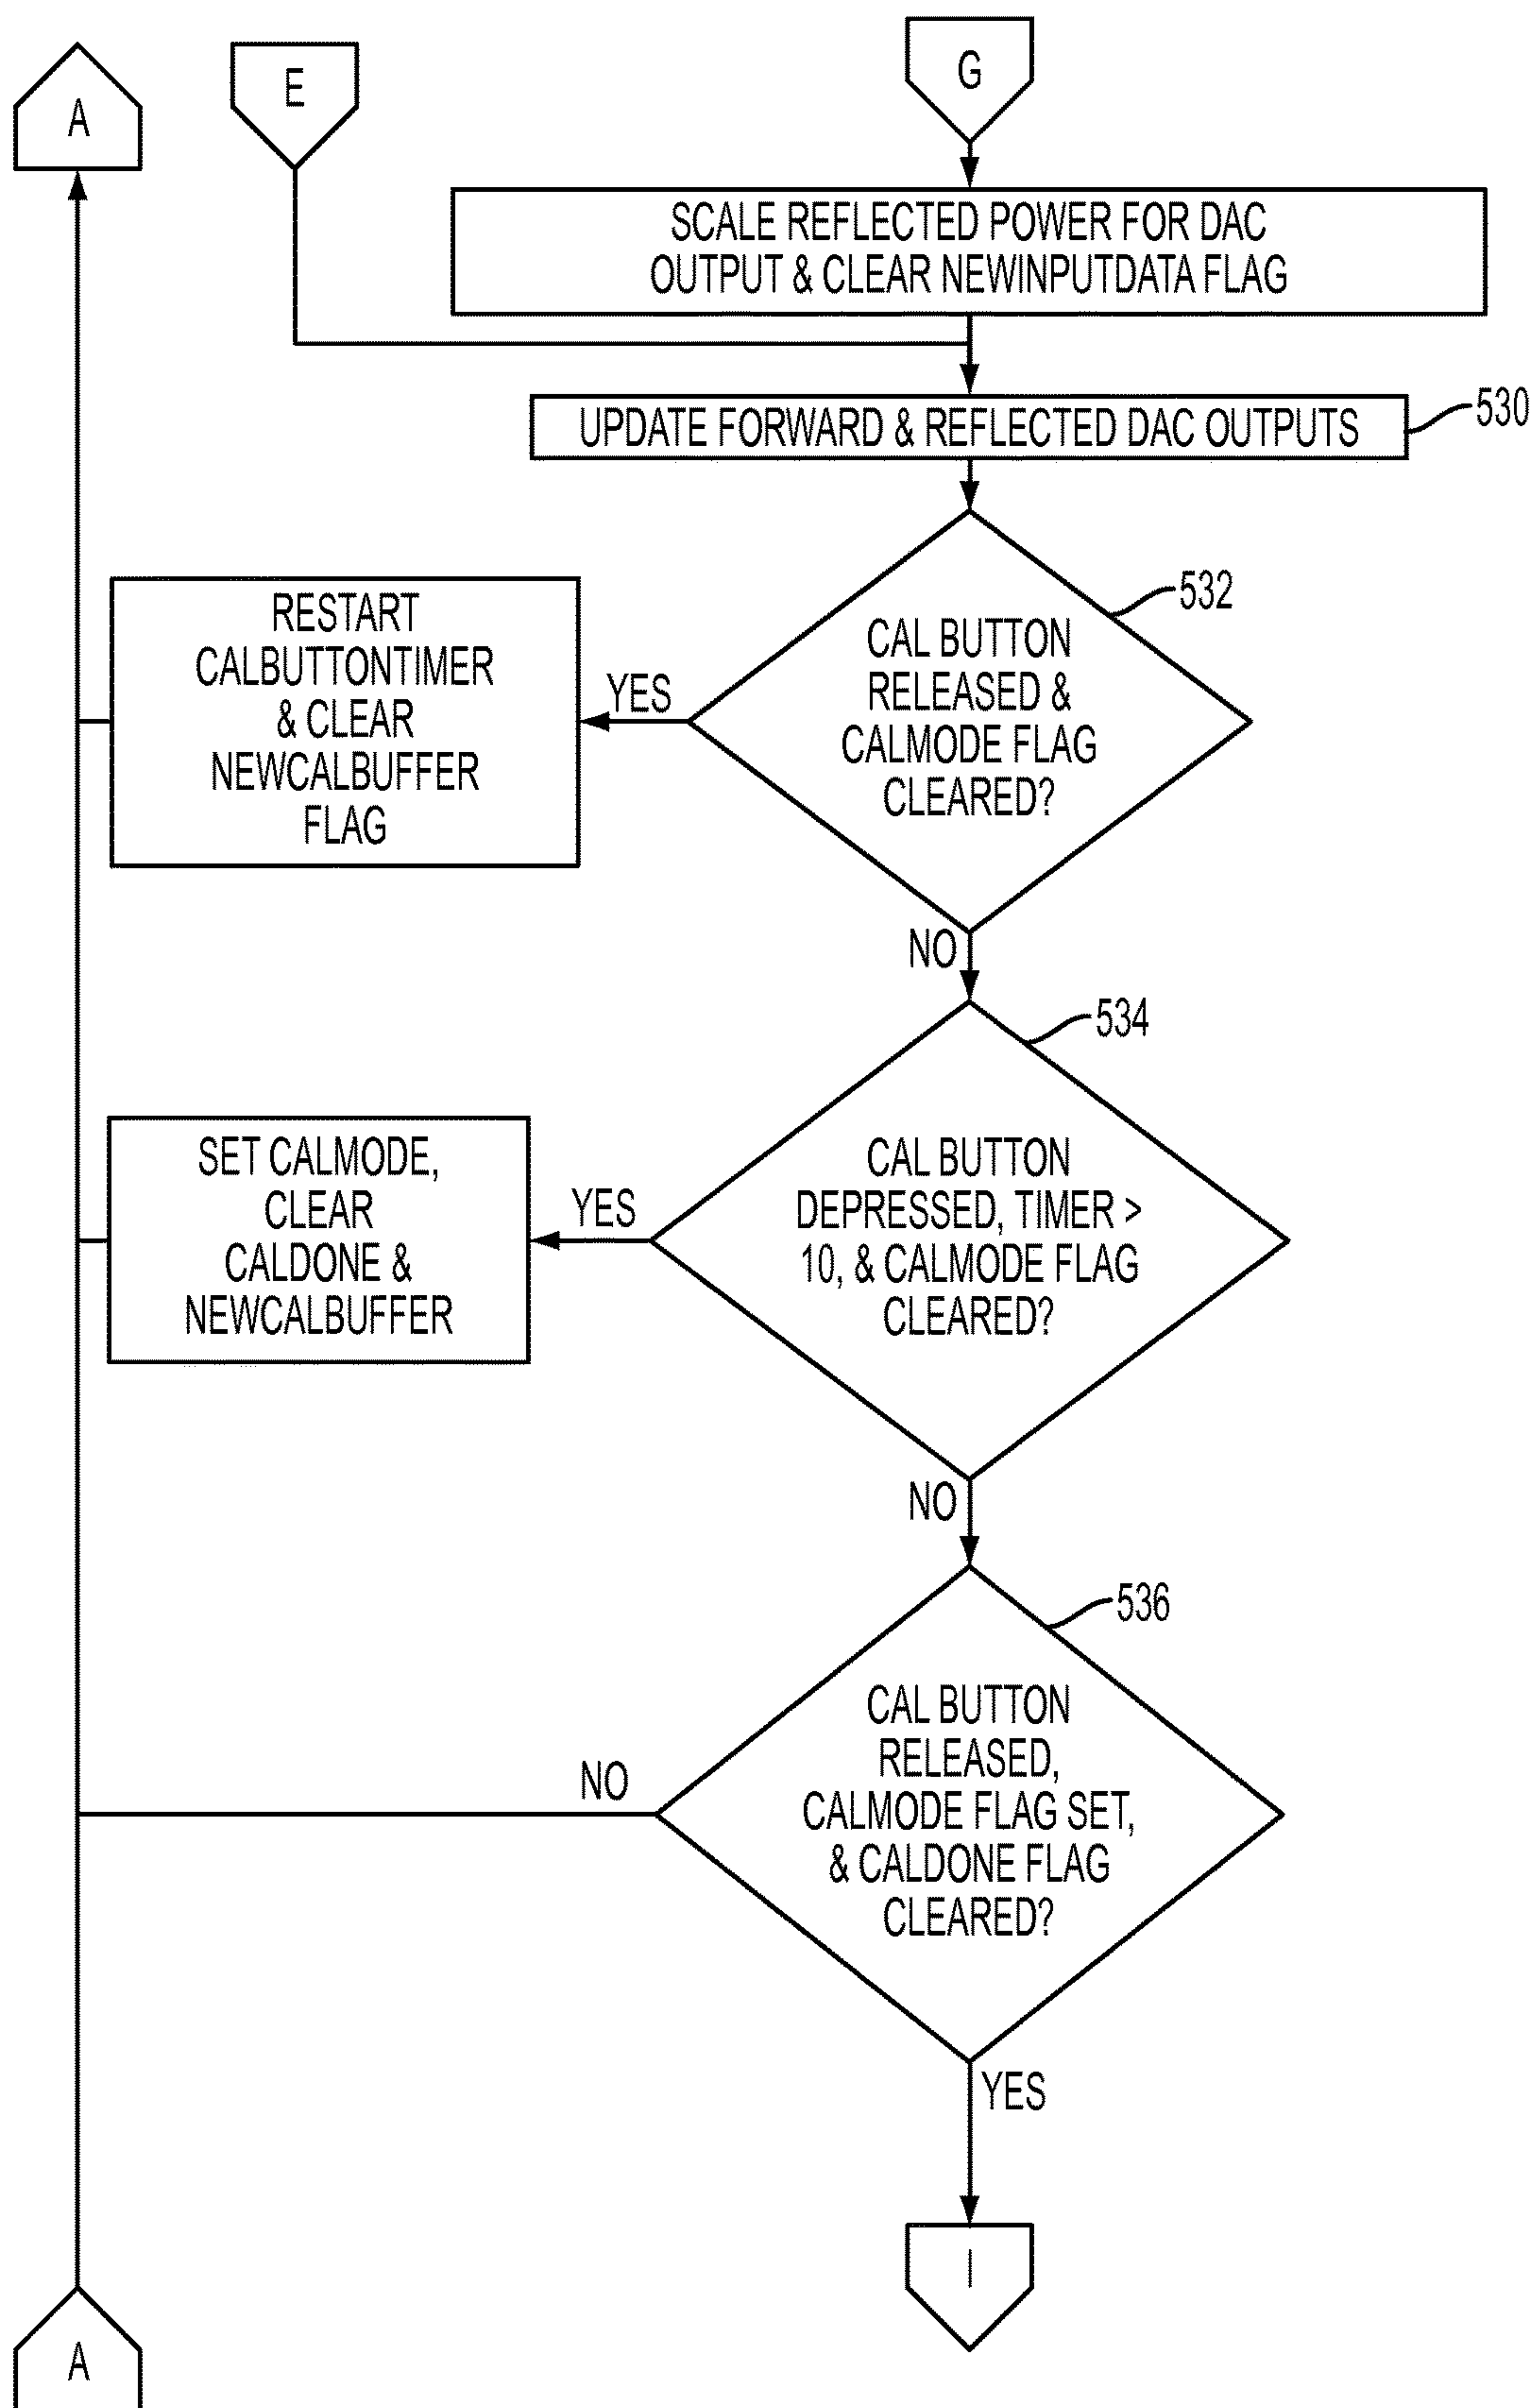 A
E
G
SCALE REFLECTED POWER FOR DAC
OUTPUT & CLEAR NEWINPUTDATA FLAG
UPDATE FORWARD & REFLECTED DAC OUTPUTS
530
532
CAL BUTTON
RELEASED &
CALMODE FLAG
CLEARED?
YES
RESTART
CALBUTTONTIMER
& CLEAR
NEWCALBUFFER
FLAG
NO
534
CAL BUTTON
DEPRESSED, TIMER >
10, & CALMODE FLAG
CLEARED?
YES
SET CALMODE,
CLEAR
CALDONE &
NEWCALBUFFER
NO
536
CAL BUTTON
RELEASED,
CALMODE FLAG SET,
& CALDONE FLAG
CLEARED?
NO
YES
I
A